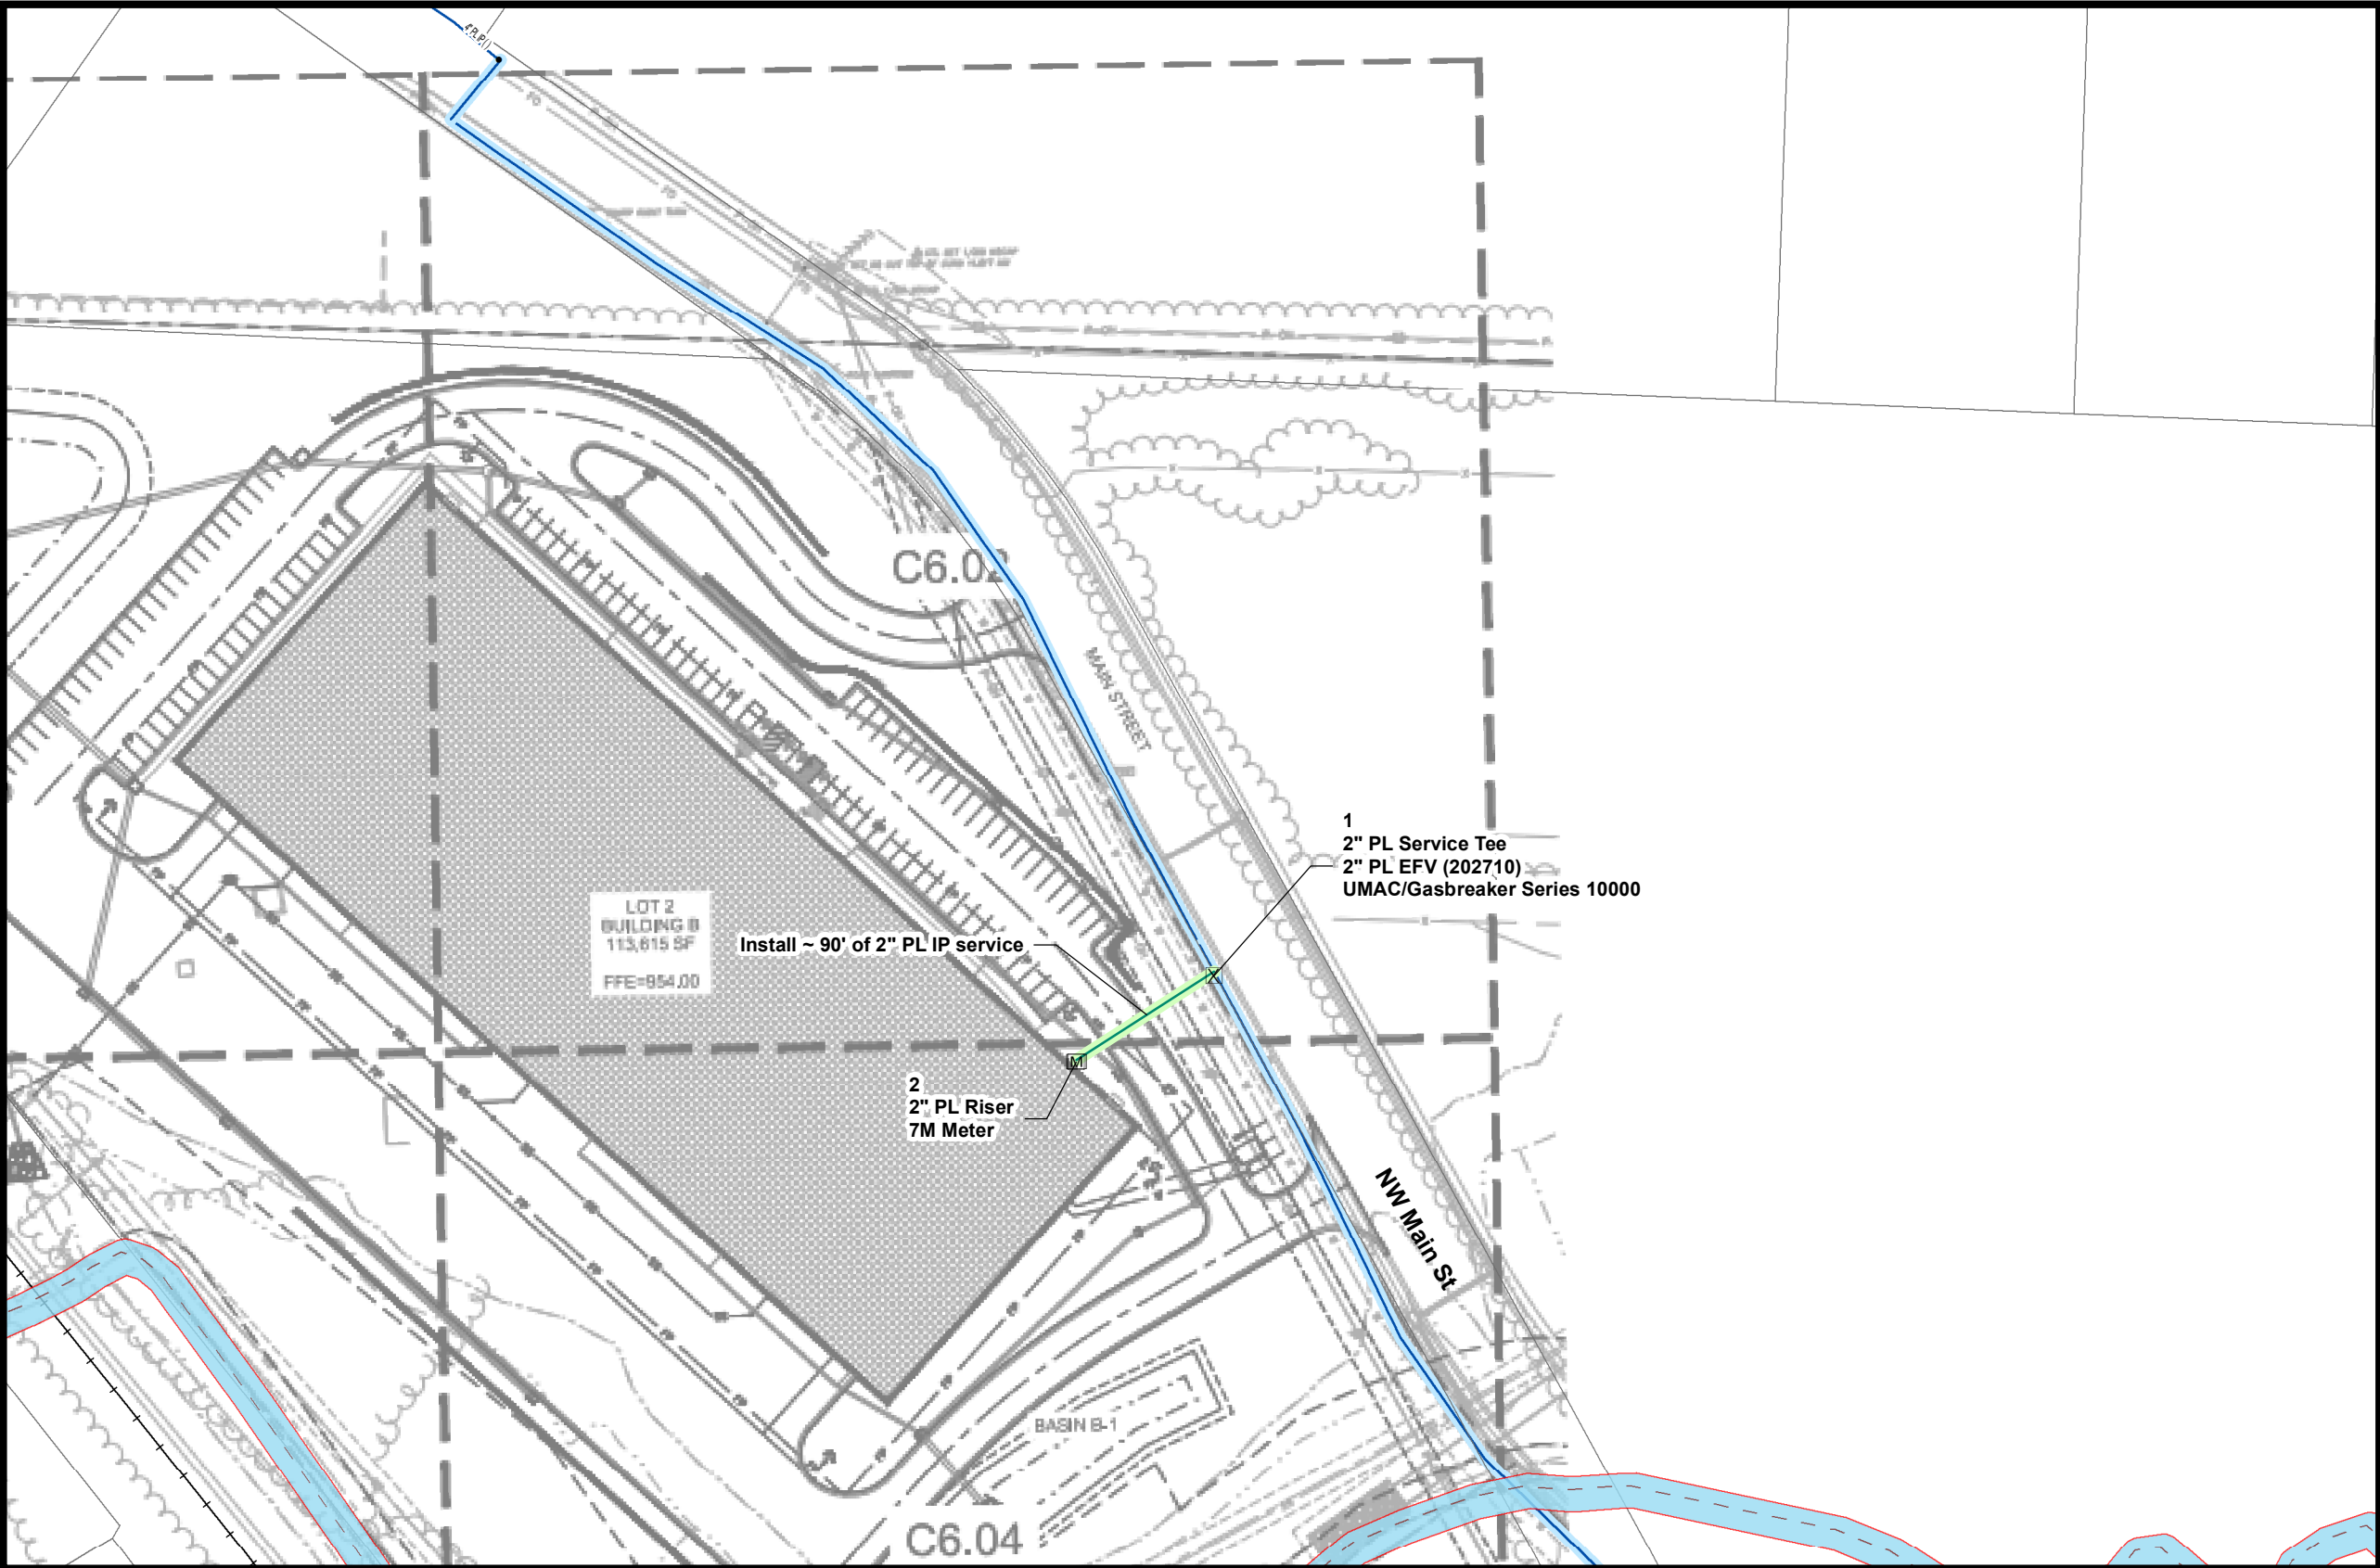 C6.02
MAIN STREET
1
2" PL Service Tee
2" PL EFV (202710)
UMAC/Gasbreaker Series 10000
LOT 2
BUILDING B
113,615 SF
FFE=954.00
Install ~ 90' of 2" PL IP service
M
2
2" PL Riser
7M Meter
NW Main St
BASIN B-1
C6.04